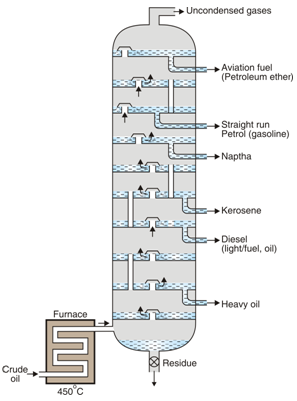 Uncondensed gases
Aviation fuel
(Petroleum ether)
Straight run
Petrol (gasoline)
Naptha
Kerosene
Diesel
(light/fuel, oil)
Heavy oil
Furnace
Residue
Crude
oil
450°C